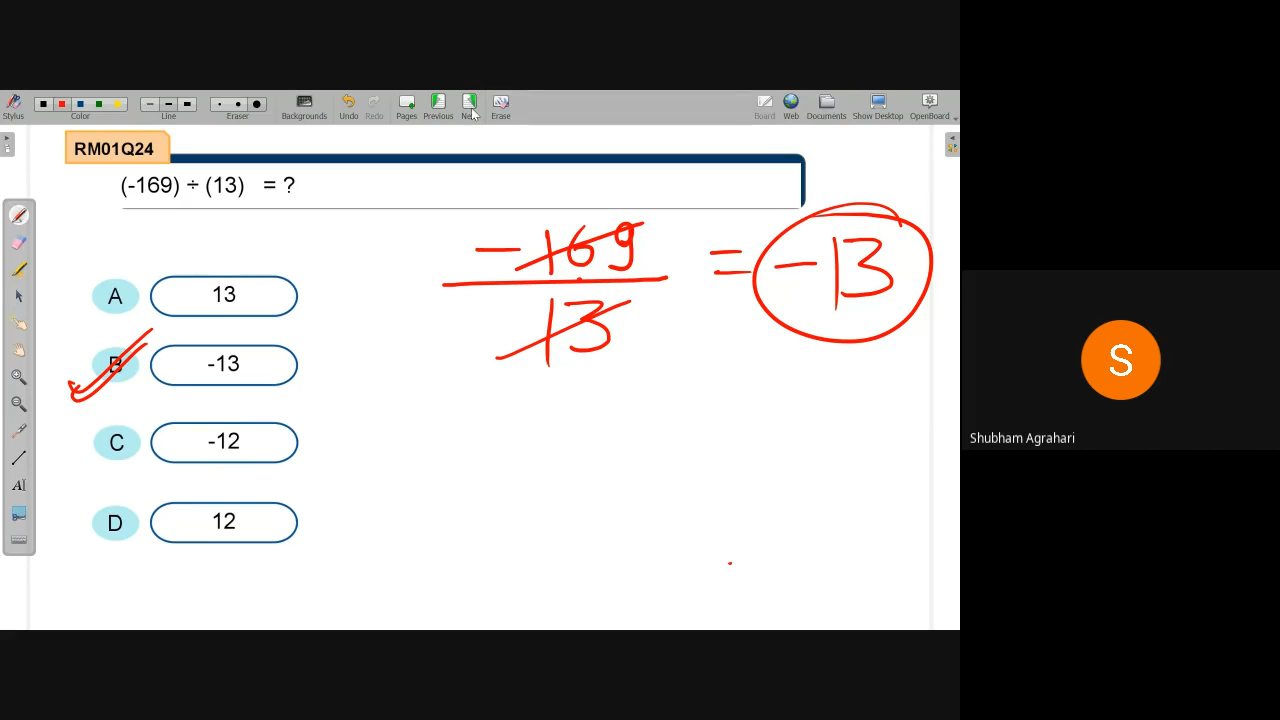 Stylus
Color
Line
Eraser
Backgrounds
Undo
Redo
Pages
Previous
Erase
Board
Web
Documents
Show Desktop
OpenBoard
RM01Q24
(-169) ÷ (13) = ?
-169
13
= -13
A 13
B -13
C -12
D 12
AI
S
Shubham Agrahari